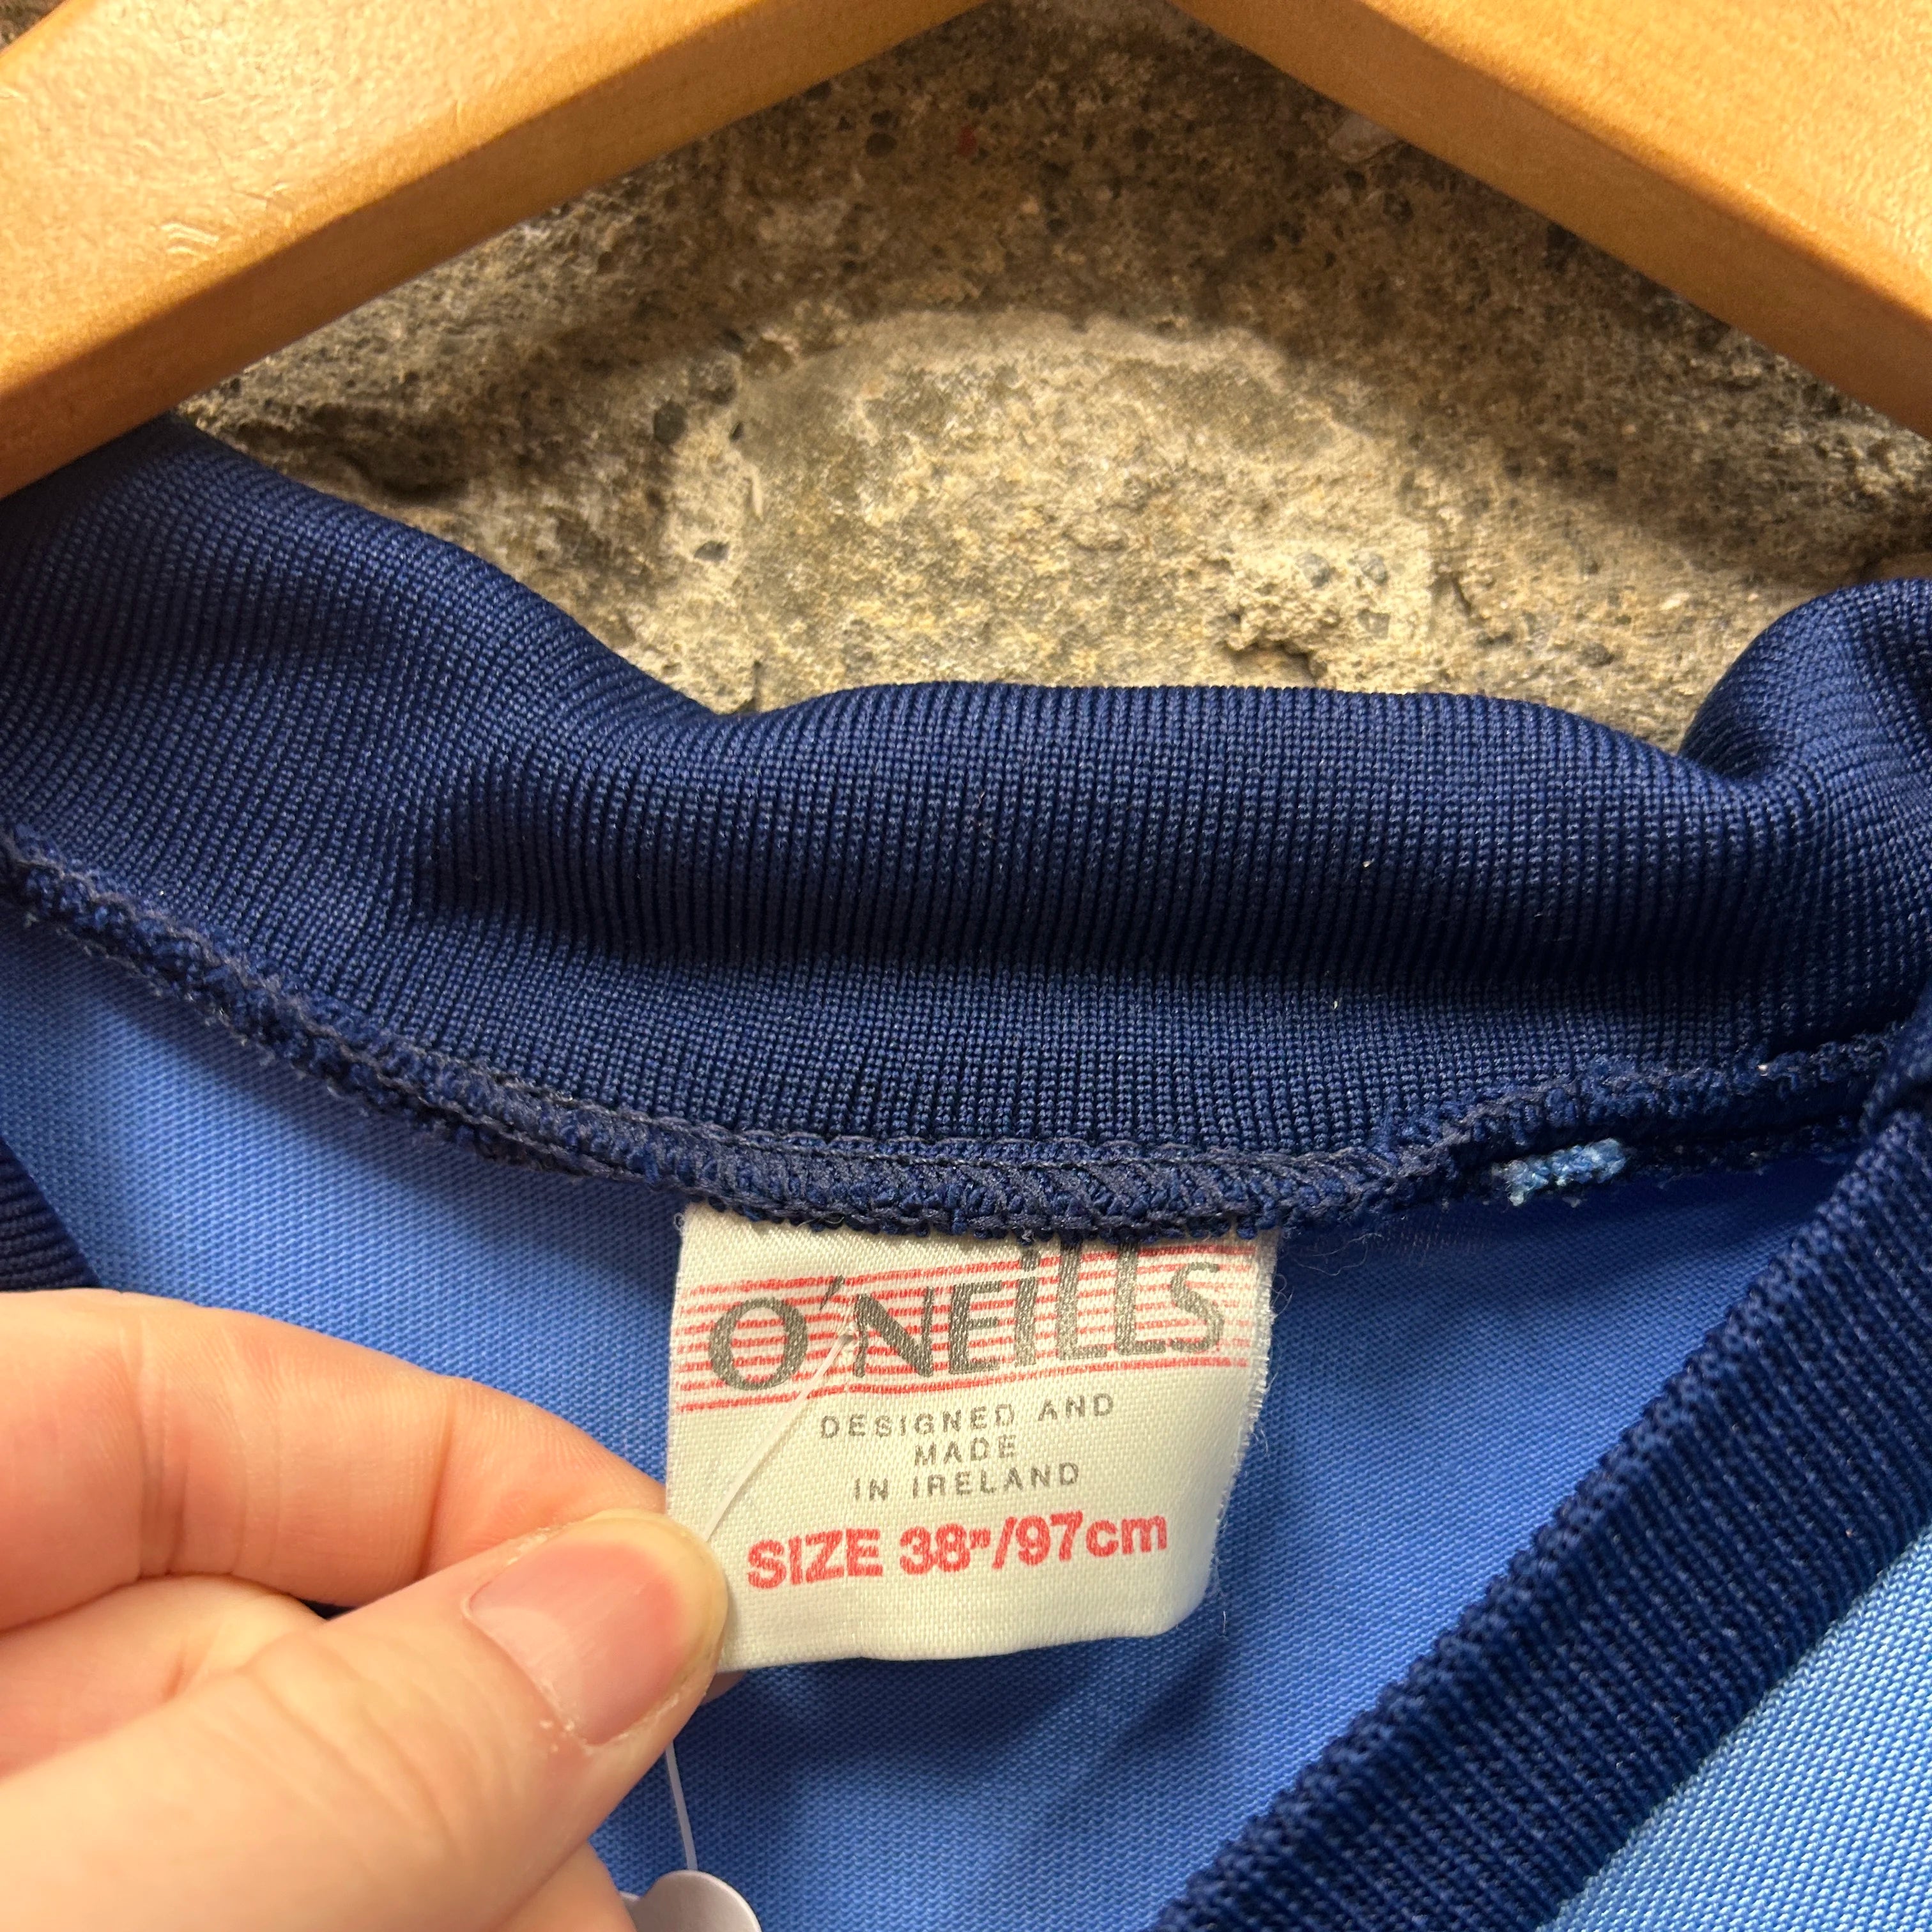 O'NEiLLS
DESIGNED AND
MADE
IN IRELAND
SIZE 38"/97cm